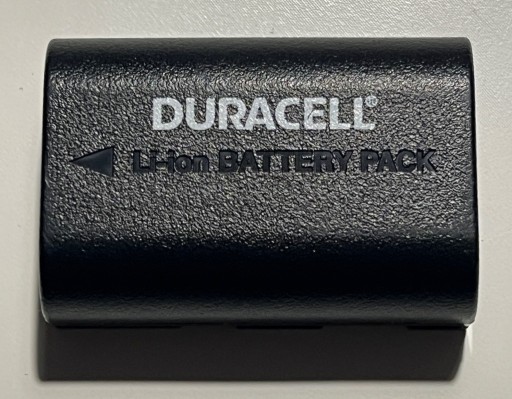 DURACELL®
Li-Ion BATTERY PACK